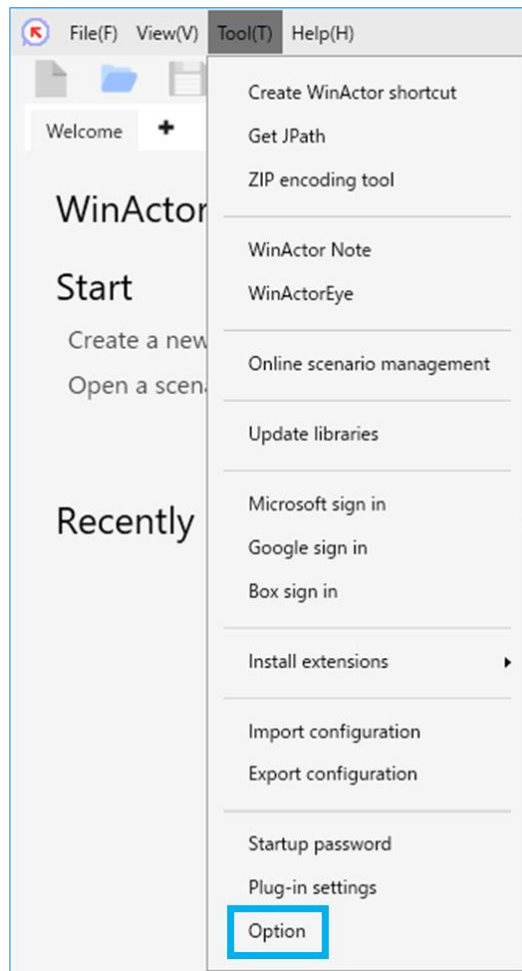 File(F) View(V) Tool(T) Help(H)
Create WinActor shortcut
Welcome +
Get JPath
ZIP encoding tool
WinActor
WinActor Note
Start
WinActorEye
Create a new
Online scenario management
Open a scena
Update libraries
Recently
Microsoft sign in
Google sign in
Box sign in
Install extensions
Import configuration
Export configuration
Startup password
Plug-in settings
Option